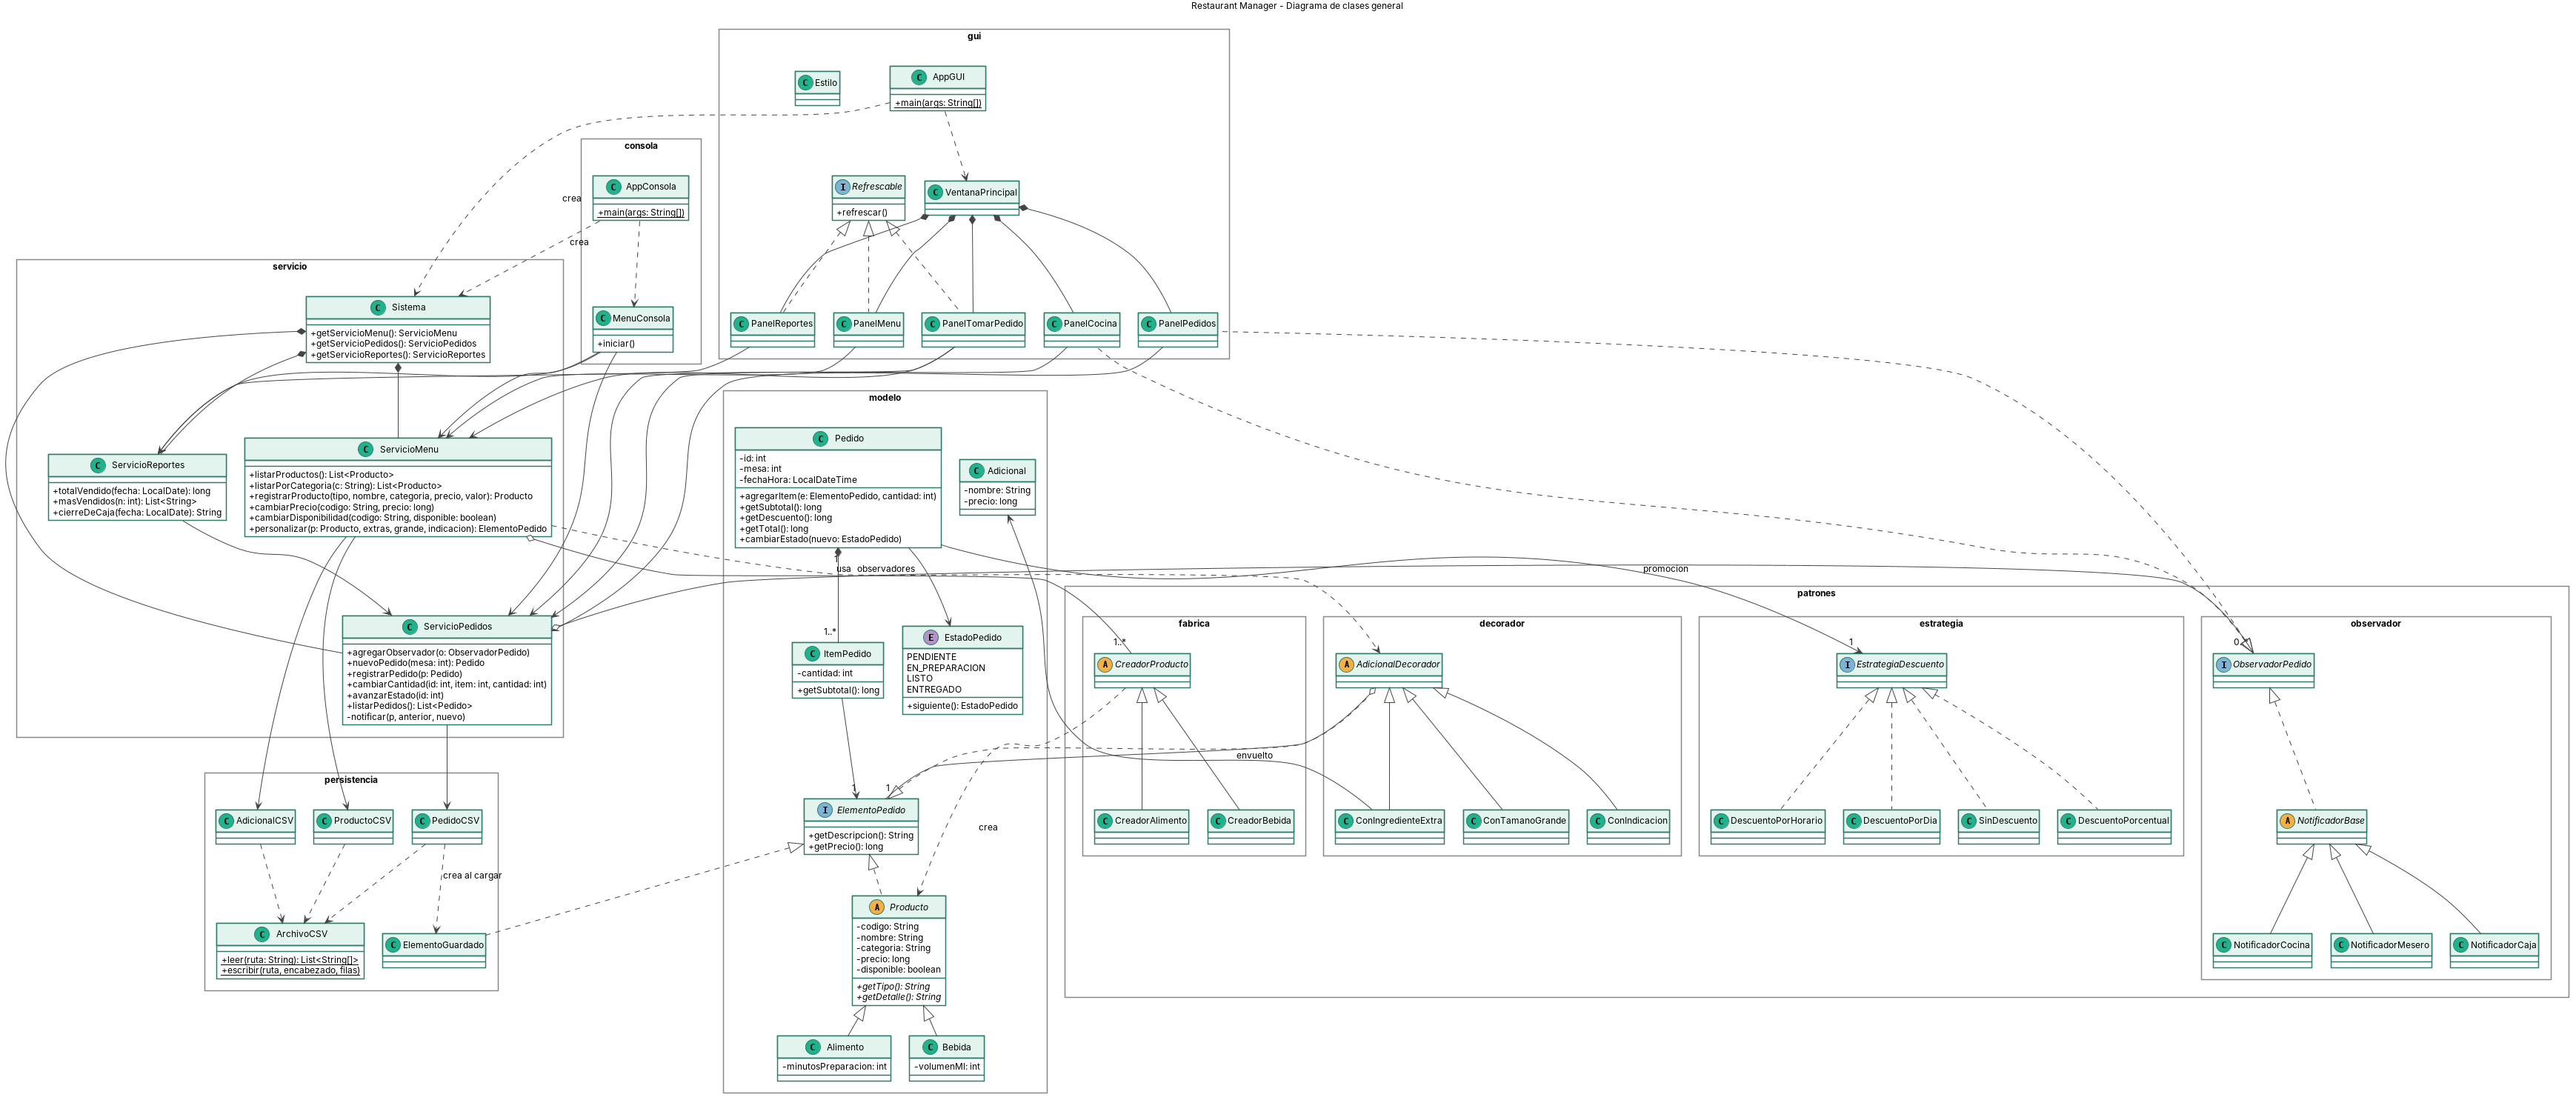 Restaurant Manager - Diagrama de clases general
gui
C Estilo
C AppGUI
+main(args: String[])
I Refrescable
+refrescar()
C VentanaPrincipal
C PanelReportes
C PanelMenu
C PanelTomarPedido
C PanelCocina
C PanelPedidos
consola
C AppConsola
+main(args: String[])
C MenuConsola
+iniciar()
crea
crea
servicio
C Sistema
+getServicioMenu(): ServicioMenu
+getServicioPedidos(): ServicioPedidos
+getServicioReportes(): ServicioReportes
C ServicioReportes
+totalVendido(fecha: LocalDate): long
+masVendidos(n: int): List<String>
+cierreDeCaja(fecha: LocalDate): String
C ServicioMenu
+listarProductos(): List<Producto>
+listarPorCategoria(c: String): List<Producto>
+registrarProducto(tipo, nombre, categoria, precio, valor): Producto
+cambiarPrecio(codigo: String, precio: long)
+cambiarDisponibilidad(codigo: String, disponible: boolean)
+personalizar(p: Producto, extras, grande, indicacion): ElementoPedido
C ServicioPedidos
+agregarObservador(o: ObservadorPedido)
+nuevoPedido(mesa: int): Pedido
+registrarPedido(p: Pedido)
+cambiarCantidad(id: int, item: int, cantidad: int)
+avanzarEstado(id: int)
+listarPedidos(): List<Pedido>
-notificar(p, anterior, nuevo)
modelo
C Pedido
-id: int
-mesa: int
-fechaHora: LocalDateTime
+agregarItem(e: ElementoPedido, cantidad: int)
+getSubtotal(): long
+getDescuento(): long
+getTotal(): long
+cambiarEstado(nuevo: EstadoPedido)
C Adicional
-nombre: String
-precio: long
1
usa
observadores
promocion
1..*
C ItemPedido
-cantidad: int
+getSubtotal(): long
E EstadoPedido
PENDIENTE
EN_PREPARACION
LISTO
ENTREGADO
+siguiente(): EstadoPedido
1
1
I ElementoPedido
+getDescripcion(): String
+getPrecio(): long
A Producto
-codigo: String
-nombre: String
-categoria: String
-precio: long
-disponible: boolean
+getTipo(): String
+getDetalle(): String
C Alimento
-minutosPreparacion: int
C Bebida
-volumenMl: int
crea
envuelto
patrones
fabrica
1..*
A CreadorProducto
C CreadorAlimento
C CreadorBebida
decorador
A AdicionalDecorador
C ConIngredienteExtra
C ConTamanoGrande
C ConIndicacion
estrategia
1
I EstrategiaDescuento
C DescuentoPorHorario
C DescuentoPorDia
C SinDescuento
C DescuentoPorcentual
observador
I ObservadorPedido
A NotificadorBase
C NotificadorCocina
C NotificadorMesero
C NotificadorCaja
persistencia
C AdicionalCSV
C ProductoCSV
C PedidoCSV
crea al cargar
C ArchivoCSV
+leer(ruta: String): List<String[]>
+escribir(ruta, encabezado, filas)
C ElementoGuardado